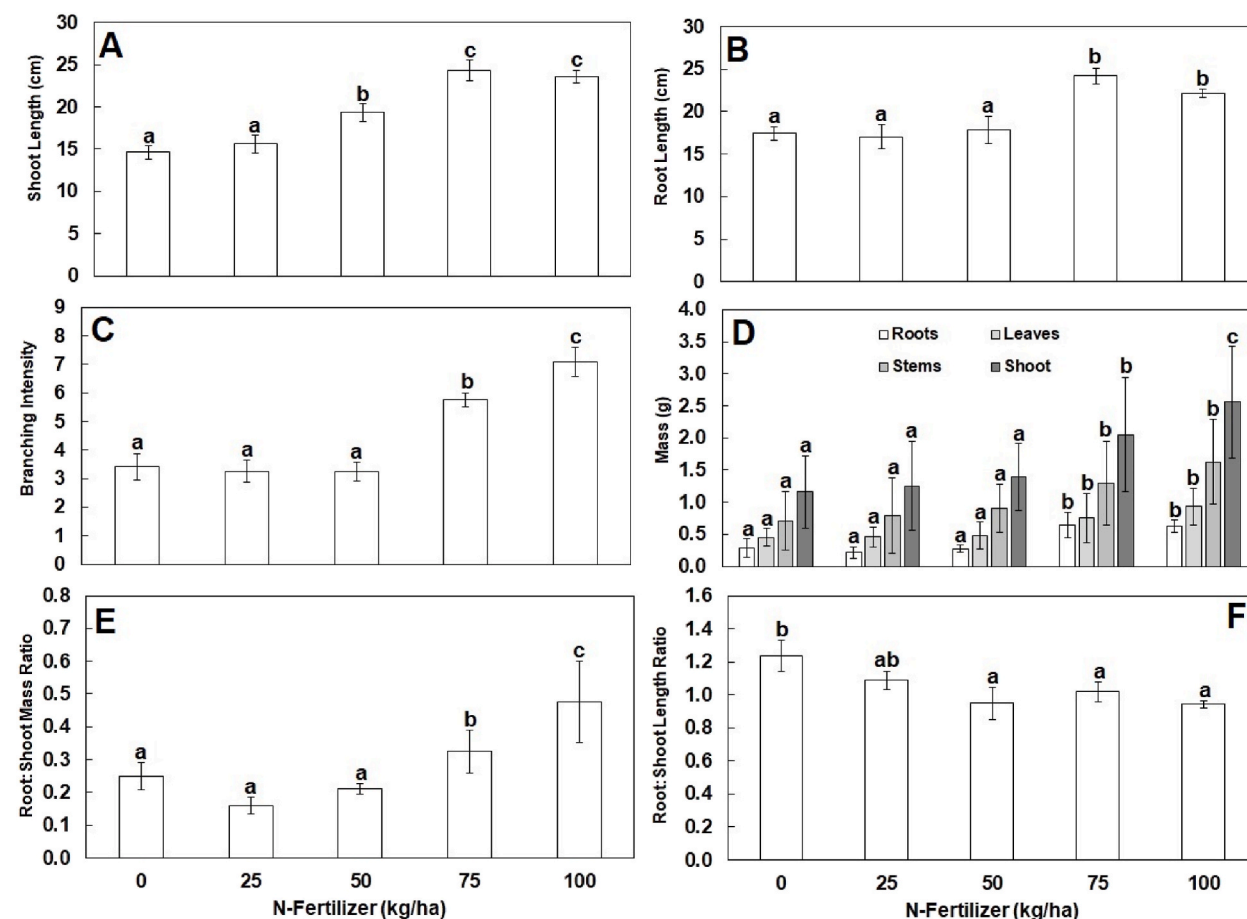 A
Shoot Length (cm)
30
25
20
15
10
5
0
a
a
b
c
c
B
Root Length (cm)
30
25
20
15
10
5
0
a
a
a
b
b
C
Branching Intensity
9
8
7
6
5
4
3
2
1
0
a
a
a
b
c
D
Mass (g)
4.0
3.5
3.0
2.5
2.0
1.5
1.0
0.5
0.0
Roots Leaves
Stems Shoot
a a a a
a a a a
a a a a
b b b b
b b b c
E
Root: Shoot Mass Ratio
0.8
0.7
0.6
0.5
0.4
0.3
0.2
0.1
0.0
a
a
a
b
c
0 25 50 75 100
N-Fertilizer (kg/ha)
F
Root: Shoot Length Ratio
1.6
1.4
1.2
1.0
0.8
0.6
0.4
0.2
0.0
b
ab
a
a
a
0 25 50 75 100
N-Fertilizer (kg/ha)